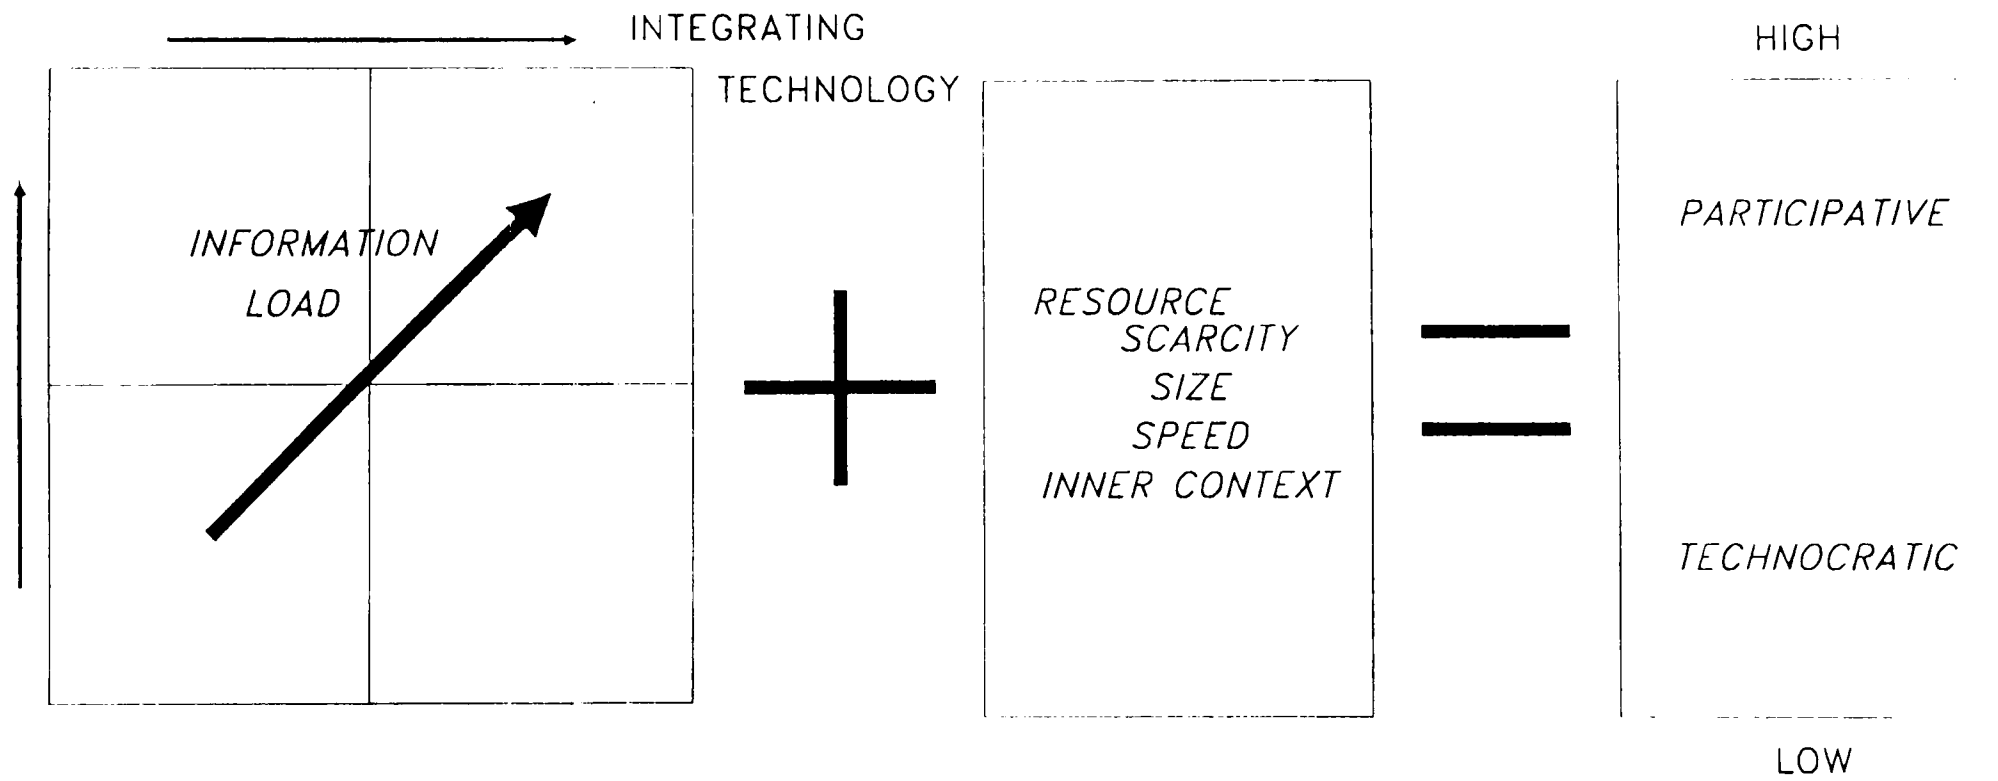 INTEGRATING
TECHNOLOGY
INFORMATION
LOAD
RESOURCE
SCARCITY
SIZE
SPEED
INNER CONTEXT
HIGH
PARTICIPATIVE
TECHNOCRATIC
LOW